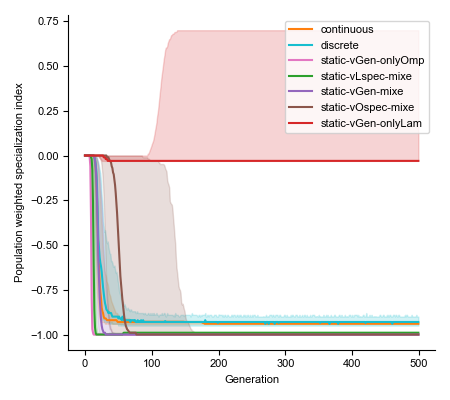 0.75
0.50
0.25
0.00
−0.25
−0.50
−0.75
−1.00
Population weighted specialization index
continuous
discrete
static-vGen-onlyOmp
static-vLspec-mixe
static-vGen-mixe
static-vOspec-mixe
static-vGen-onlyLam
0 100 200 300 400 500
Generation